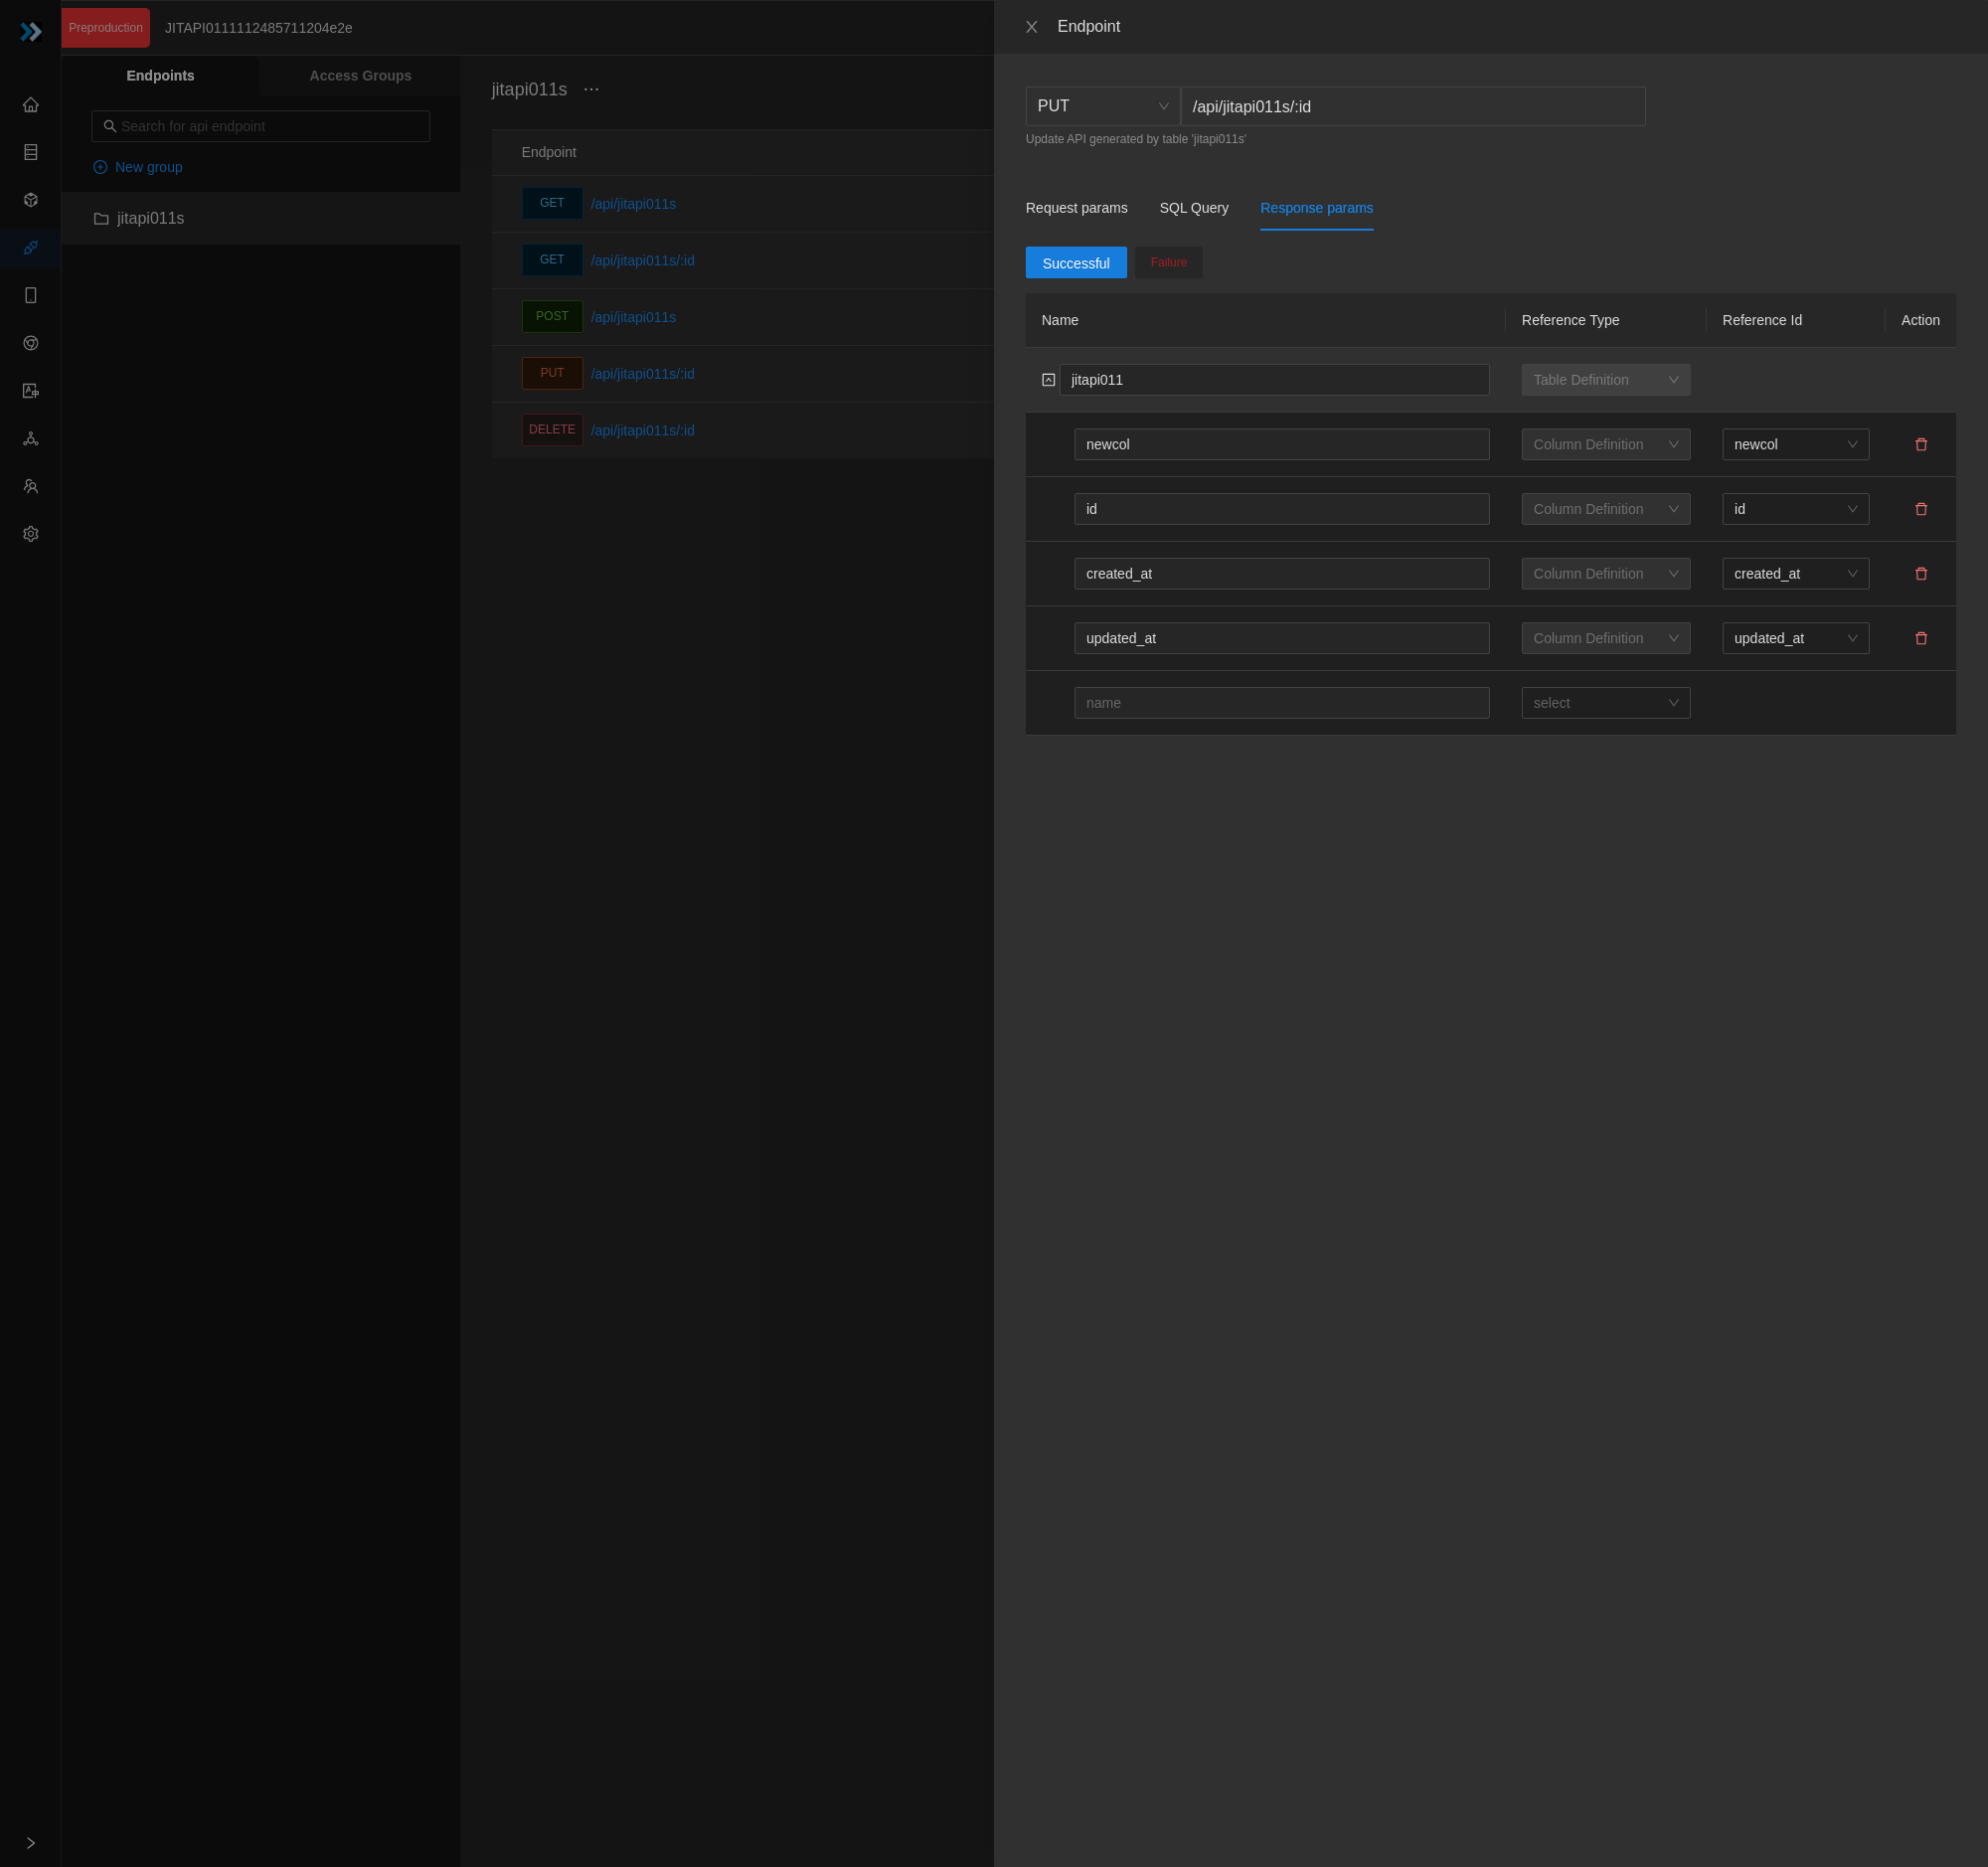 Preproduction
JITAPI0111112485711204e2e
Endpoints
Access Groups
Search for api endpoint
New group
jitapi011s
jitapi011s
Endpoint
GET /api/jitapi011s
GET /api/jitapi011s/:id
POST /api/jitapi011s
PUT /api/jitapi011s/:id
DELETE /api/jitapi011s/:id
Endpoint
PUT /api/jitapi011s/:id
Update API generated by table 'jitapi011s'
Request params SQL Query Response params
Successful Failure
Name Reference Type Reference Id Action
jitapi011 Table Definition
newcol Column Definition newcol
id Column Definition id
created_at Column Definition created_at
updated_at Column Definition updated_at
name select